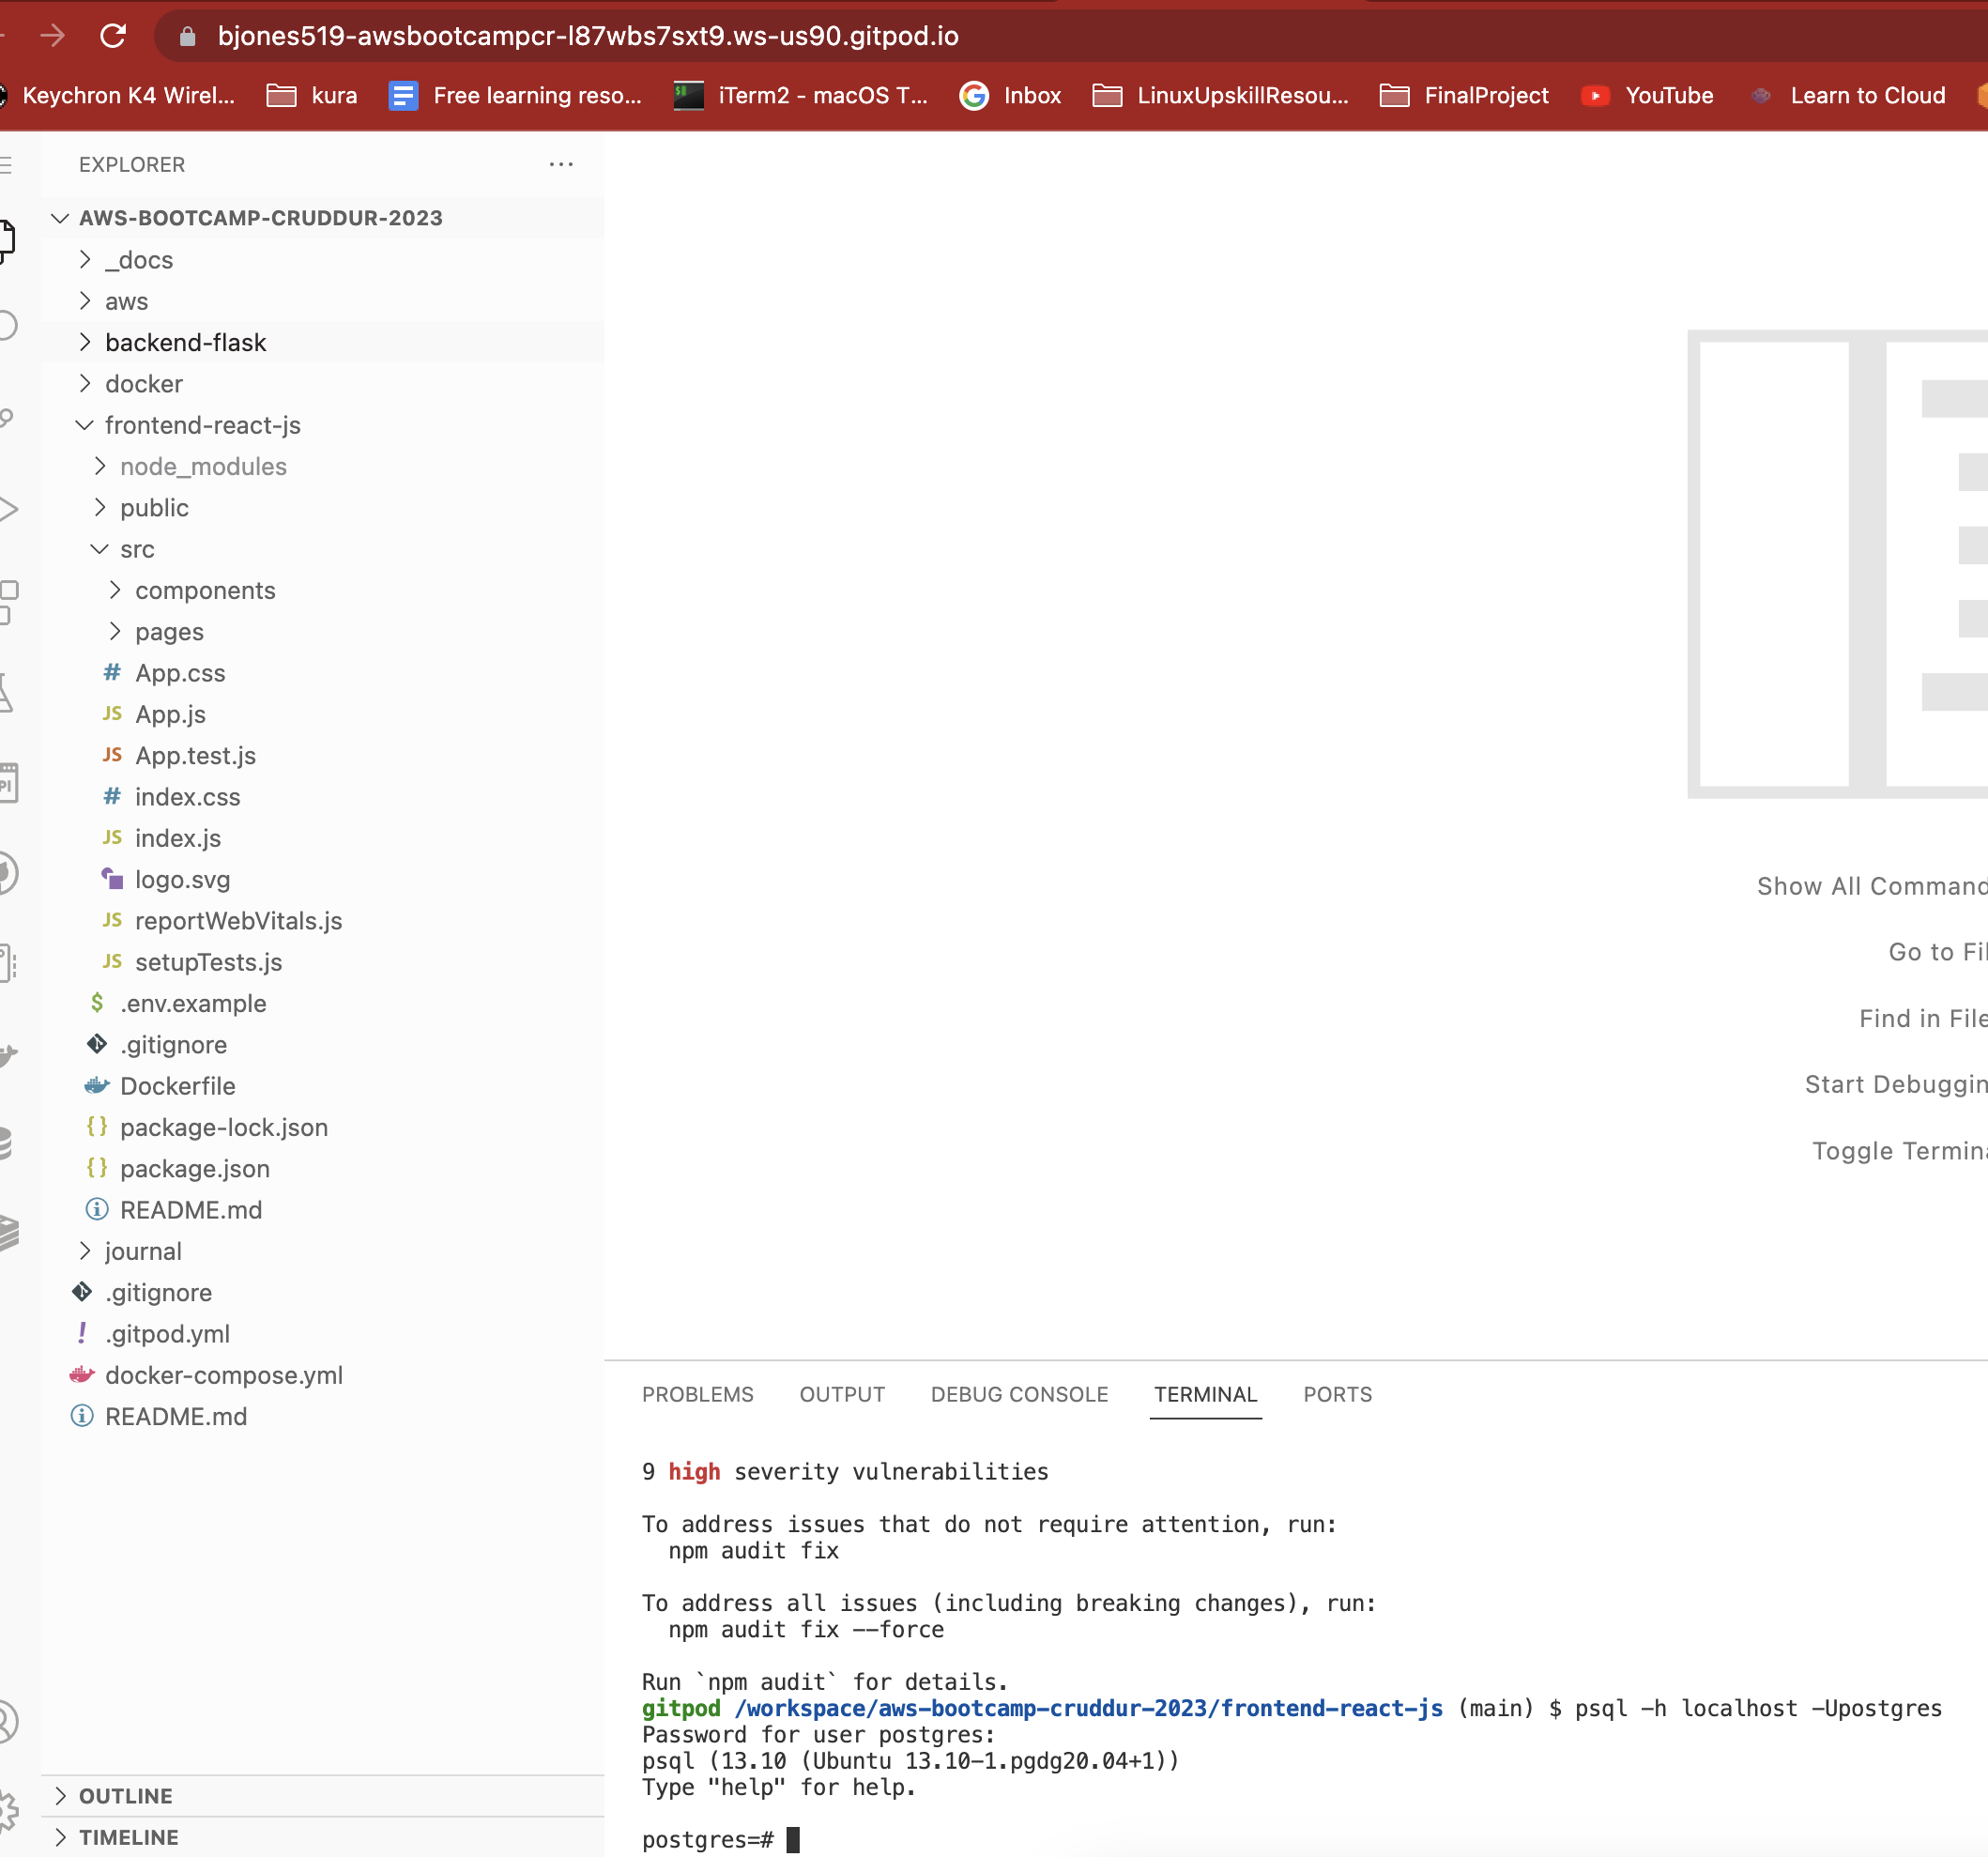 bjones519-awsbootcampcr-l87wbs7sxt9.ws-us90.gitpod.io
Keychron K4 Wirel... kura Free learning reso... iTerm2 - macOS T... Inbox LinuxUpskillResou... FinalProject YouTube Learn to Cloud
EXPLORER
AWS-BOOTCAMP-CRUDDUR-2023
_docs
aws
backend-flask
docker
frontend-react-js
node_modules
public
src
components
pages
# App.css
JS App.js
JS App.test.js
# index.css
JS index.js
logo.svg
JS reportWebVitals.js
JS setupTests.js
$ .env.example
.gitignore
Dockerfile
{} package-lock.json
{} package.json
README.md
journal
.gitignore
! .gitpod.yml
docker-compose.yml
README.md
OUTLINE
TIMELINE
Show All Command
Go to Fil
Find in File
Start Debuggin
Toggle Termina
PROBLEMS OUTPUT DEBUG CONSOLE TERMINAL PORTS
9 high severity vulnerabilities
To address issues that do not require attention, run:
npm audit fix
To address all issues (including breaking changes), run:
npm audit fix --force
Run `npm audit` for details.
gitpod /workspace/aws-bootcamp-cruddur-2023/frontend-react-js (main) $ psql -h localhost -Upostgres
Password for user postgres:
psql (13.10 (Ubuntu 13.10-1.pgdg20.04+1))
Type "help" for help.
postgres=#